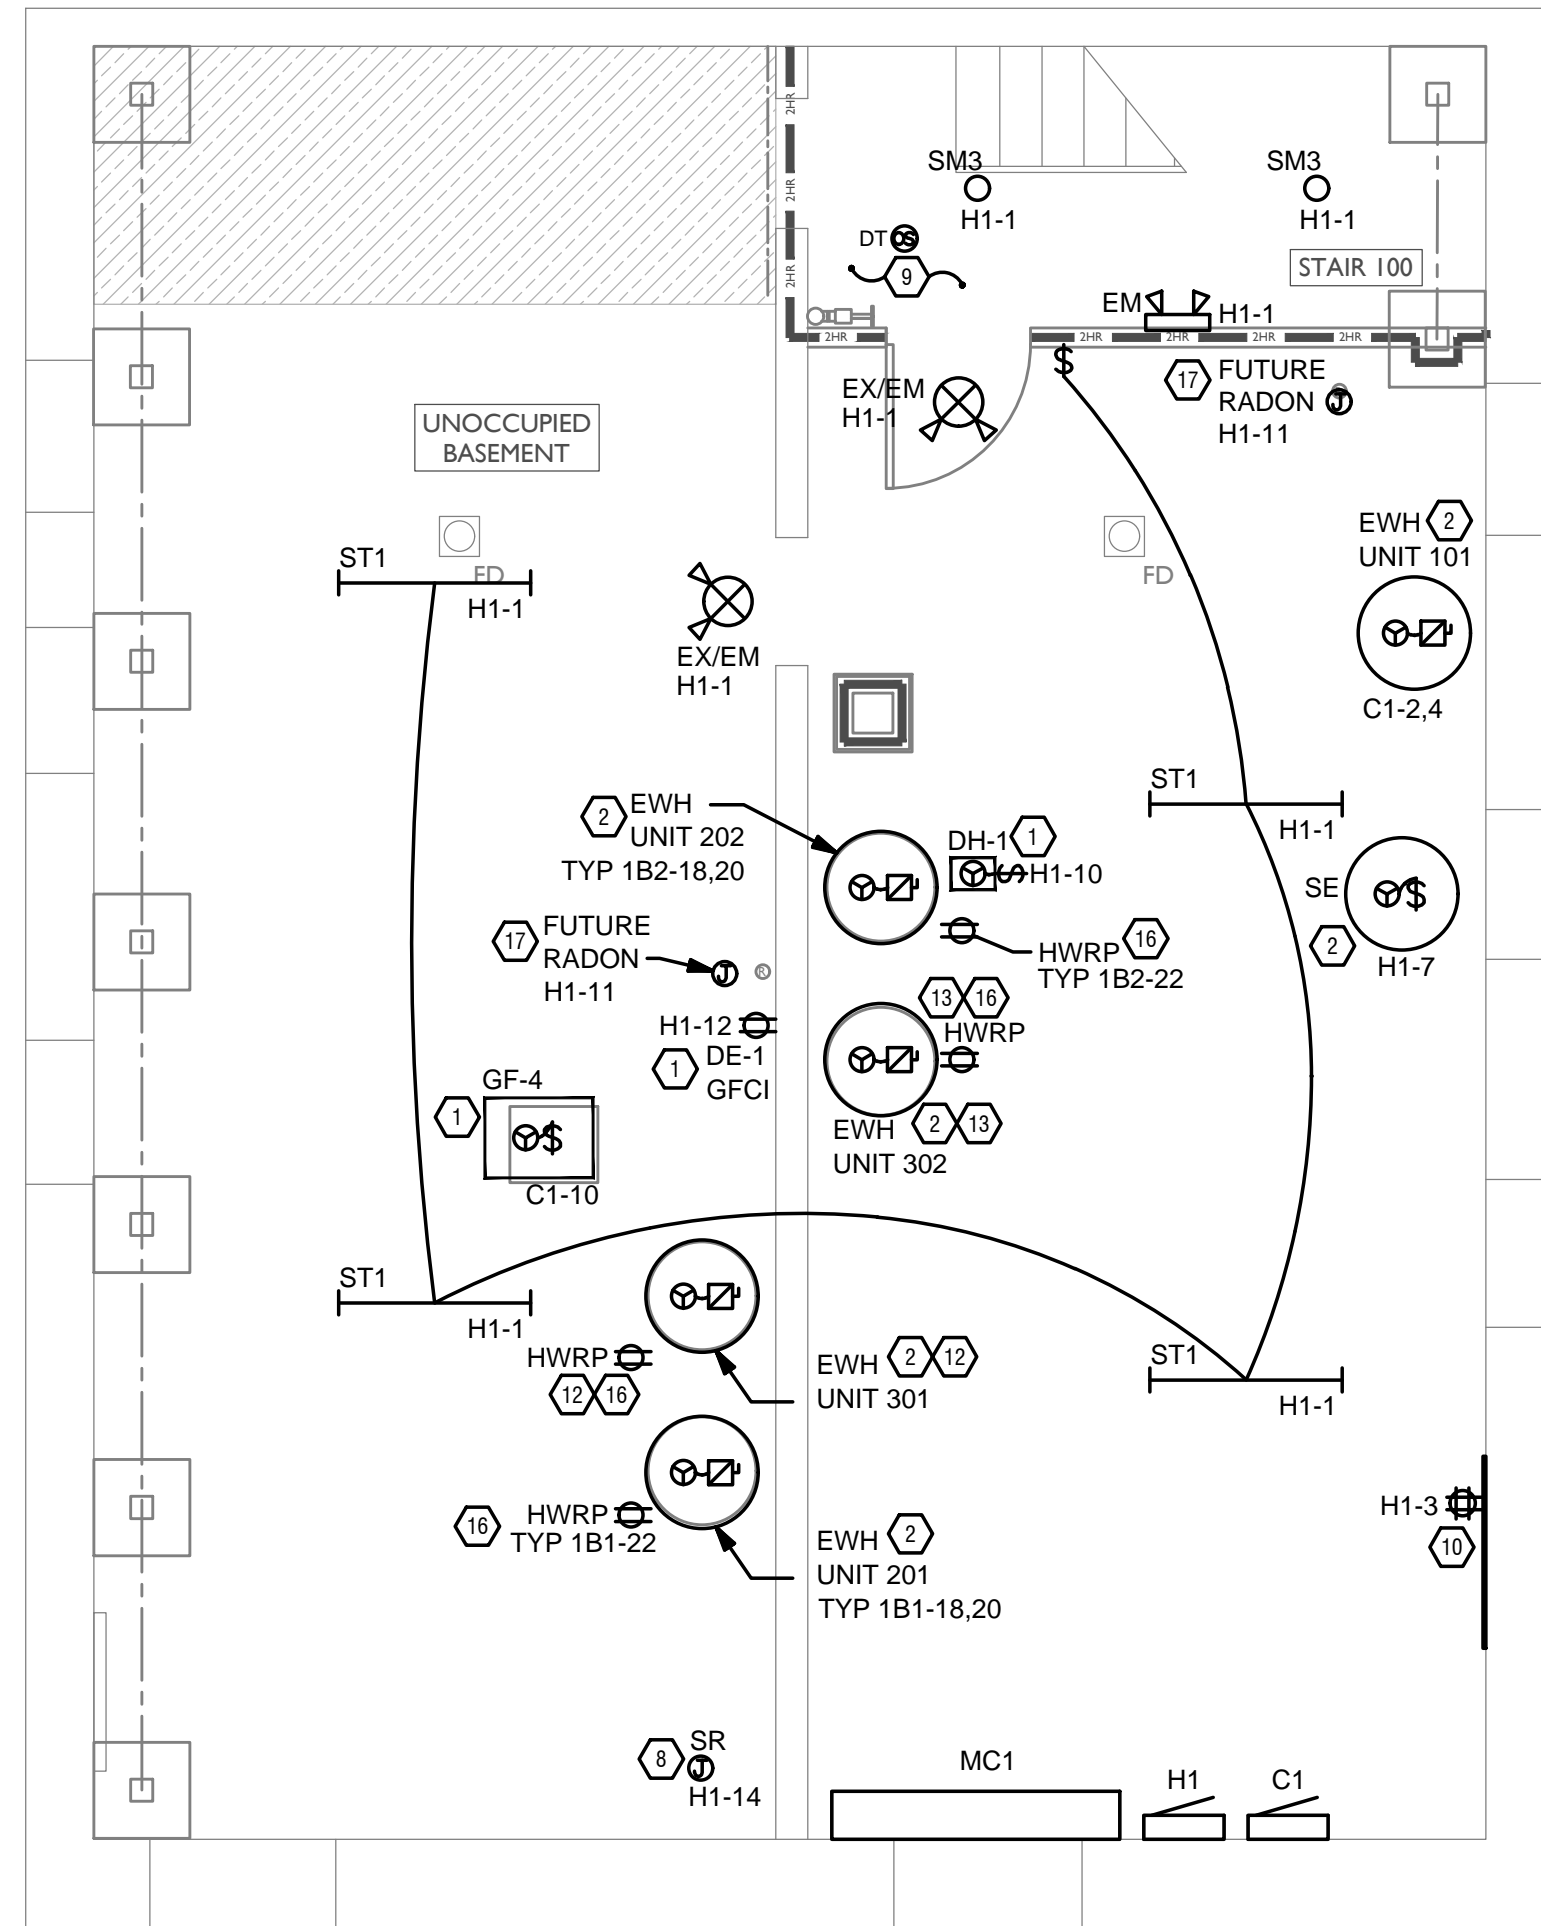 2HR
2HR
2HR
2HR
SM3
H1-1
SM3
H1-1
DT OS
9
STAIR 100
EM
H1-1
2HR
2HR
2HR
2HR
$
17
FUTURE
RADON J
H1-11
EX/EM
H1-1
UNOCCUPIED
BASEMENT
EWH 2
UNIT 101
C1-2,4
FD
FD
ST1
H1-1
EX/EM
H1-1
ST1
H1-1
2 EWH
UNIT 202
TYP 1B2-18,20
DH-1 1
$ H1-10
SE $
2
H1-7
HWRP 16
TYP 1B2-22
17 FUTURE
RADON J R
H1-11
13 16
HWRP
H1-12
1 DE-1
GFCI
GF-4
1
$
C1-10
EWH 2 13
UNIT 302
ST1
H1-1
HWRP
12 16
EWH 2 12
UNIT 301
ST1
H1-1
HWRP
16 TYP 1B1-22
EWH 2
UNIT 201
TYP 1B1-18,20
H1-3
10
8 SR
J
H1-14
MC1
H1
C1